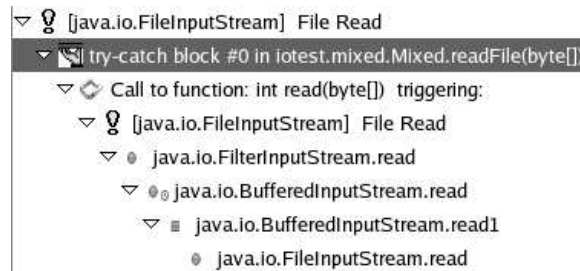 [java.io.FileInputStream] File Read
try-catch block #0 in iotest.mixed.Mixed.readFile(byte[])
Call to function: int read(byte[]) triggering:
[java.io.FileInputStream] File Read
java.io.FilterInputStream.read
java.io.BufferedInputStream.read
java.io.BufferedInputStream.read1
java.io.FileInputStream.read